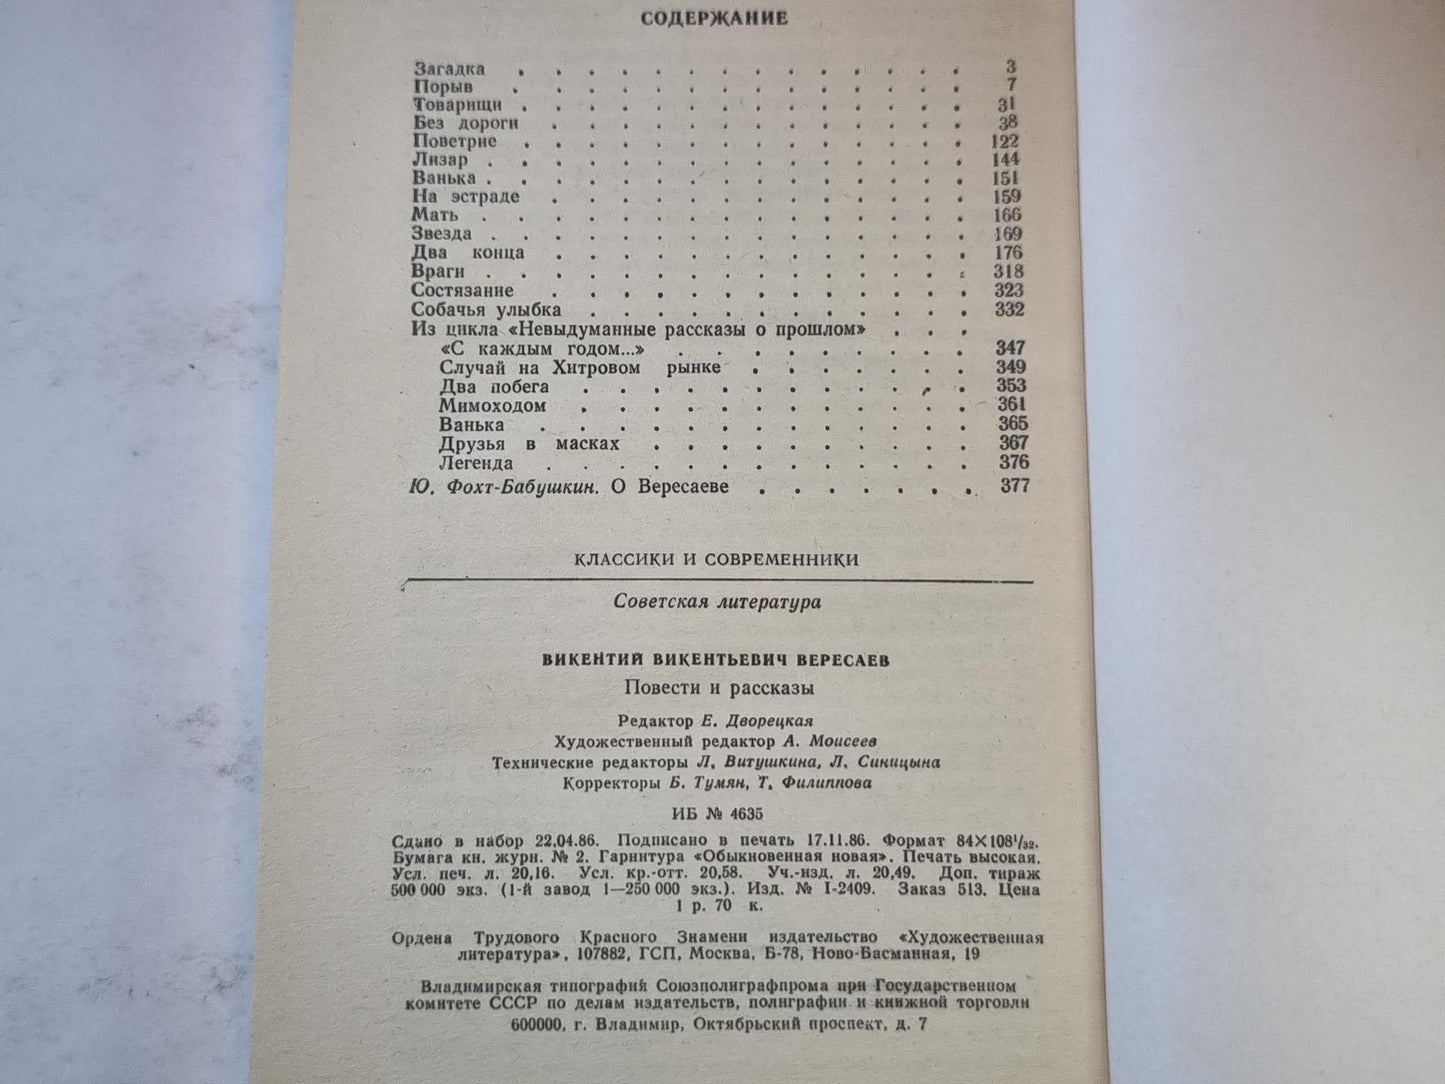 СОДЕРЖАНИЕ
Загадка . . . . . . . . . . . . . . 3
Порыв . . . . . . . . . . . . . . 7
Товарищи . . . . . . . . . . . . . . 31
Без дороги . . . . . . . . . . . . . 38
Поветрие . . . . . . . . . . . . . . 122
Лизар . . . . . . . . . . . . . . . 144
Ванька . . . . . . . . . . . . . . . 151
На эстраде . . . . . . . . . . . . . 159
Мать . . . . . . . . . . . . . . . 166
Звезда . . . . . . . . . . . . . . . 169
Два конца . . . . . . . . . . . . . 176
Враги . . . . . . . . . . . . . . . 318
Состязание . . . . . . . . . . . . . 323
Собачья улыбка . . . . . . . . . . . . 332
Из цикла «Невыдуманные рассказы о прошлом» . . .
«С каждым годом...» . . . . . . . . . 347
Случай на Хитровом рынке . . . . . . . 349
Два побега . . . . . . . . . . . . 353
Мимоходом . . . . . . . . . . . . 361
Ванька . . . . . . . . . . . . . 365
Друзья в масках . . . . . . . . . . 367
Легенда . . . . . . . . . . . . . 376
Ю. Фохт-Бабушкин. О Вересаеве . . . . . . . 377
КЛАССИКИ И СОВРЕМЕННИКИ
Советская литература
ВИКЕНТИЙ ВИКЕНТЬЕВИЧ ВЕРЕСАЕВ
Повести и рассказы
Редактор Е. Дворецкая
Художественный редактор А. Моисеев
Технические редакторы Л. Витушкина, Л. Синицына
Корректоры Б. Тумян, Т. Филиппова
ИБ № 4635
Сдано в набор 22.04.86. Подписано в печать 17.11.86. Формат 84×108¹/₃₂.
Бумага кн. журн. № 2. Гарнитура «Обыкновенная новая». Печать высокая.
Усл. печ. л. 20,16. Усл. кр.-отт. 20,58. Уч.-изд. л. 20,49. Доп. тираж
500 000 экз. (1-й завод 1—250 000 экз.). Изд. № I-2409. Заказ 513. Цена
1 р. 70 к.
Ордена Трудового Красного Знамени издательство «Художественная
литература», 107882, ГСП, Москва, Б-78, Ново-Басманная, 19
Владимирская типографий Союзполиграфпрома при Государственном
комитете СССР по делам издательств, полиграфии и книжной торговли
600000, г. Владимир, Октябрьский проспект, д. 7